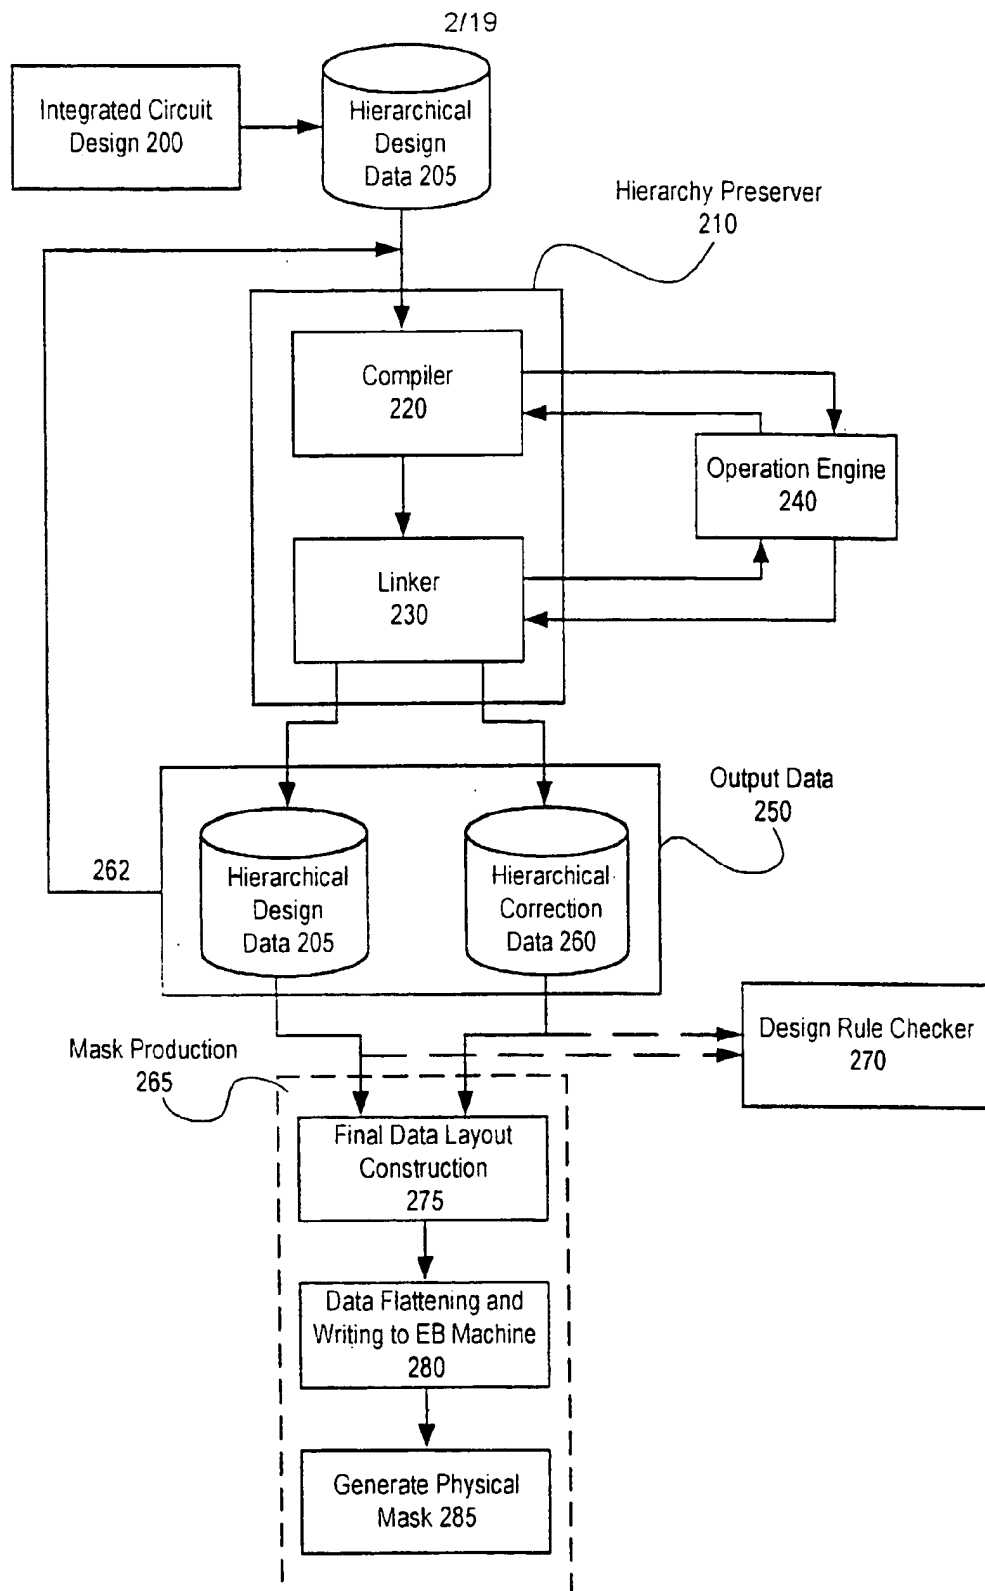 2/19
Integrated Circuit
Design 200
Hierarchical
Design
Data 205
Hierarchy Preserver
210
Compiler
220
Operation Engine
240
Linker
230
Output Data
250
262
Hierarchical
Design
Data 205
Hierarchical
Correction
Data 260
Mask Production
265
Design Rule Checker
270
Final Data Layout
Construction
275
Data Flattening and
Writing to EB Machine
280
Generate Physical
Mask 285